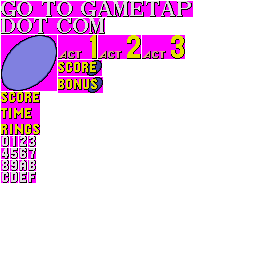 GO TO GAMETAP
DOT COM
ACT 1 ACT 2 ACT 3
SCORE
BONUS
SCORE
TIME
RINGS
0123
4567
89AB
CDEF